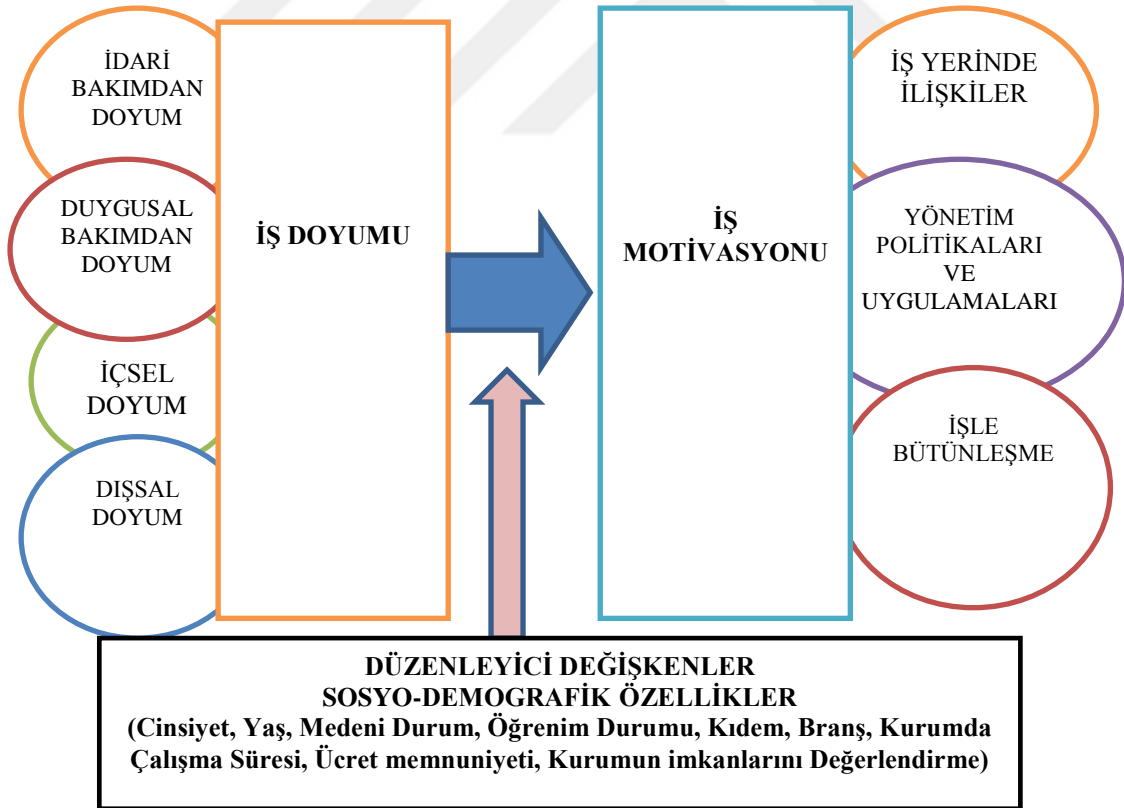 İDARİ
BAKIMDAN
DOYUM
DUYGUSAL
BAKIMDAN
DOYUM
İÇSEL
DOYUM
DIŞSAL
DOYUM
İŞ DOYUMU
İŞ
MOTİVASYONU
İŞ YERİNDE
İLİŞKİLER
YÖNETİM
POLİTİKALARI
VE
UYGULAMALARI
İŞLE
BÜTÜNLEŞME
DÜZENLEYİCİ DEĞİŞKENLER
SOSYO-DEMOGRAFİK ÖZELLİKLER
(Cinsiyet, Yaş, Medeni Durum, Öğrenim Durumu, Kıdem, Branş, Kurumda
Çalışma Süresi, Ücret memnuniyeti, Kurumun imkanlarını Değerlendirme)